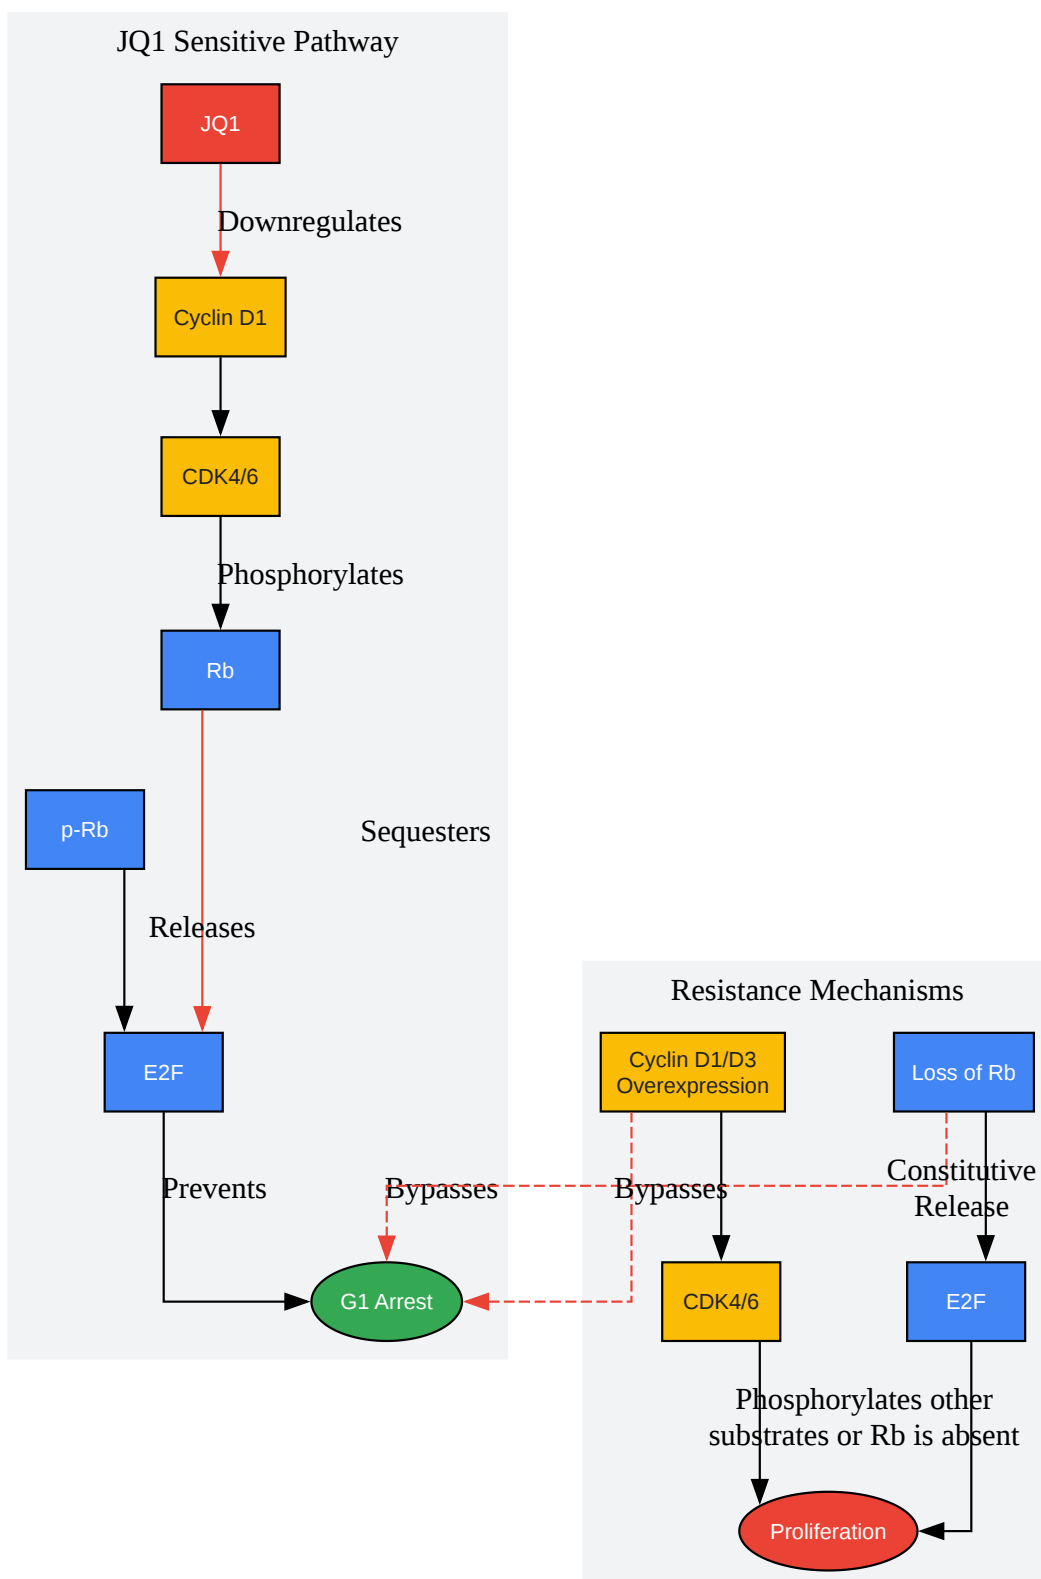 JQ1 Sensitive Pathway
JQ1
Downregulates
Cyclin D1
CDK4/6
Phosphorylates
Rb
p-Rb
Sequesters
Releases
E2F
Prevents
Bypasses
G1 Arrest
Resistance Mechanisms
Cyclin D1/D3
Overexpression
Loss of Rb
Bypasses
Constitutive
Release
CDK4/6
E2F
Phosphorylates other
substrates or Rb is absent
Proliferation